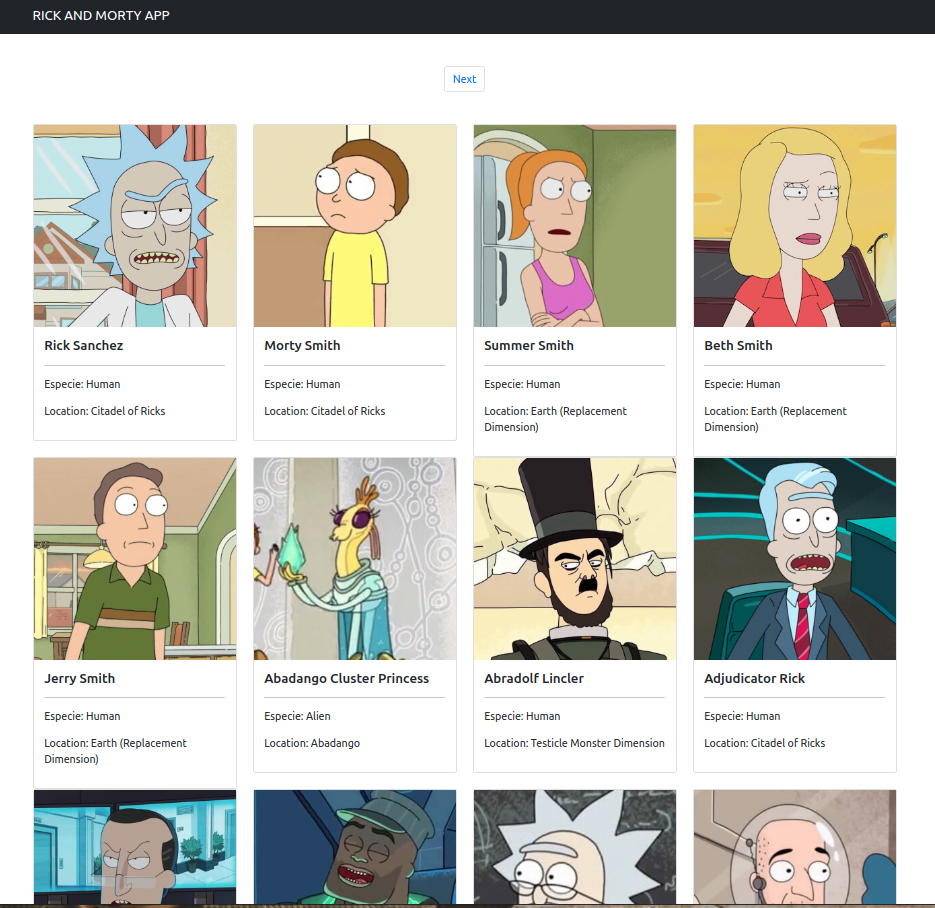 RICK AND MORTY APP
Next
Rick Sanchez
Especie: Human
Location: Citadel of Ricks
Morty Smith
Especie: Human
Location: Citadel of Ricks
Summer Smith
Especie: Human
Location: Earth (Replacement
Dimension)
Beth Smith
Especie: Human
Location: Earth (Replacement
Dimension)
Jerry Smith
Especie: Human
Location: Earth (Replacement
Dimension)
Abadango Cluster Princess
Especie: Alien
Location: Abadango
Abradolf Lincler
Especie: Human
Location: Testicle Monster Dimension
Adjudicator Rick
Especie: Human
Location: Citadel of Ricks